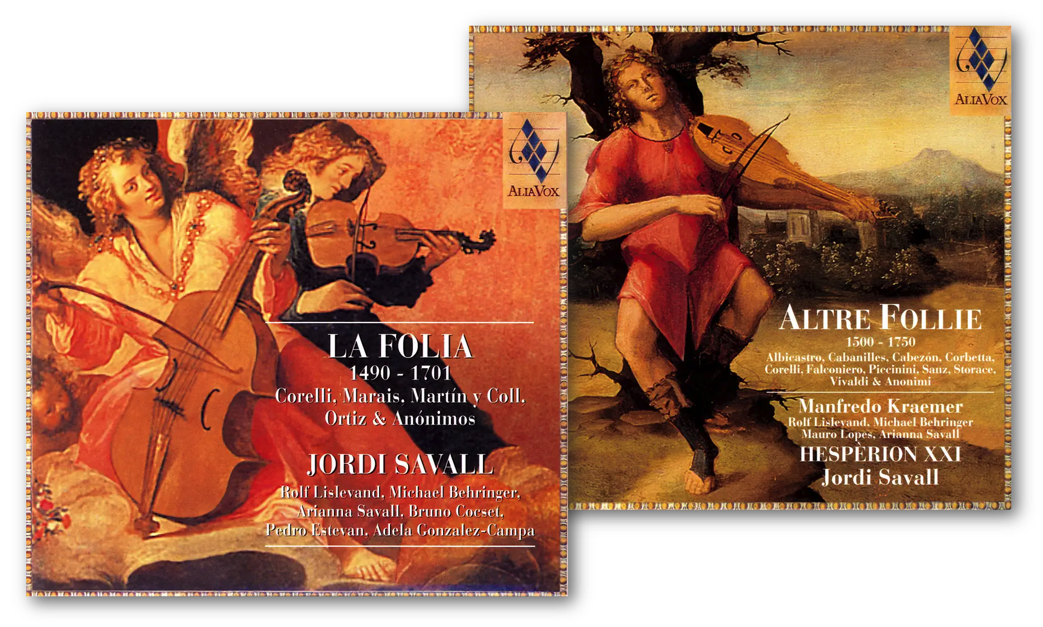 ALIAVOX
LA FOLIA
1490 - 1701
Corelli, Marais, Martín y Coll,
Ortiz & Anónimos
JORDI SAVALL
Rolf Lislevand, Michael Behringer,
Arianna Savall, Bruno Cocset,
Pedro Estevan, Adela Gonzalez-Campa
ALIAVOX
ALTRE FOLLIE
1500 - 1750
Albicastro, Cabanilles, Cabezón, Corbetta,
Corelli, Falconiero, Piccinini, Sanz, Storace,
Vivaldi & Anonimi
Manfredo Kraemer
Rolf Lislevand, Michael Behringer
Mauro Lopes, Arianna Savall
HESPÈRION XXI
Jordi Savall